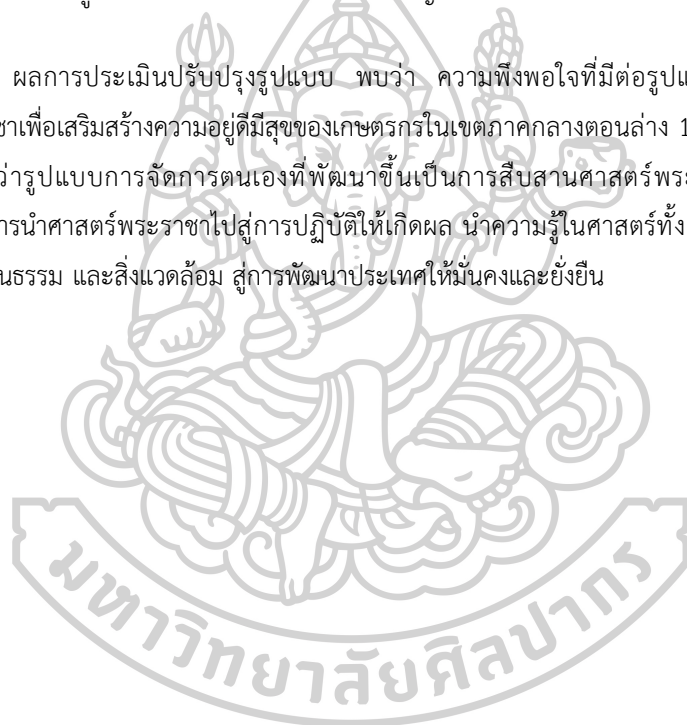 ผลการประเมินปรับปรุงรูปแบบ พบว่า ความพึงพอใจที่มีต่อรูปแ
ชาเพื่อเสริมสร้างความอยู่ดีมีสุขของเกษตรกรในเขตภาคกลางตอนล่าง 1
ว่ารูปแบบการจัดการตนเองที่พัฒนาขึ้นเป็นการสืบสานศาสตร์พระ
ารนำศาสตร์พระราชาไปสู่การปฏิบัติให้เกิดผล นำความรู้ในศาสตร์ทั้ง
นธรรม และสิ่งแวดล้อม สู่การพัฒนาประเทศให้มั่นคงและยั่งยืน
มหาวิทยาลัยศิลปากร